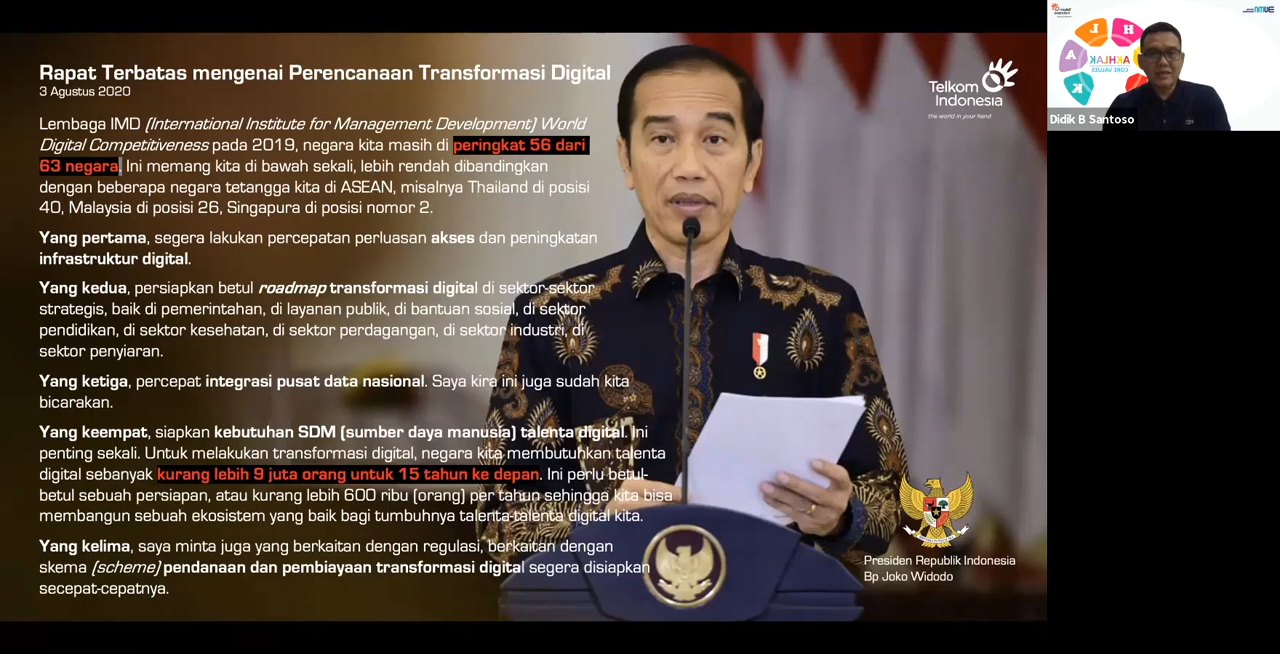 Rapat Terbatas mengenai Perencanaan Transformasi Digital
3 Agustus 2020
Lembaga IMD (International Institute for Management Development) World
Digital Competitiveness pada 2019, negara kita masih di peringkat 56 dari
63 negara. Ini memang kita di bawah sekali, lebih rendah dibandingkan
dengan beberapa negara tetangga kita di ASEAN, misalnya Thailand di posisi
40, Malaysia di posisi 26, Singapura di posisi nomor 2.
Yang pertama, segera lakukan percepatan perluasan akses dan peningkatan
infrastruktur digital.
Yang kedua, persiapkan betul roadmap transformasi digital di sektor-sektor
strategis, baik di pemerintahan, di layanan publik, di bantuan sosial, di sektor
pendidikan, di sektor kesehatan, di sektor perdagangan, di sektor industri, di
sektor penyiaran.
Yang ketiga, percepat integrasi pusat data nasional. Saya kira ini juga sudah kita
bicarakan.
Yang keempat, siapkan kebutuhan SDM (sumber daya manusia) talenta digital. Ini
penting sekali. Untuk melakukan transformasi digital, negara kita membutuhkan talenta
digital sebanyak kurang lebih 9 juta orang untuk 15 tahun ke depan. Ini perlu betul-
betul sebuah persiapan, atau kurang lebih 600 ribu (orang) per tahun sehingga kita bisa
membangun sebuah ekosistem yang baik bagi tumbuhnya talenta-talenta digital kita.
Yang kelima, saya minta juga yang berkaitan dengan regulasi, berkaitan dengan
skema (scheme) pendanaan dan pembiayaan transformasi digital segera disiapkan
secepat-cepatnya.
Telkom
Indonesia
the world in your hand
Presiden Republik Indonesia
Bp Joko Widodo
H
L
A
K
AKHLAK
CORE VALUES
Didik B Santoso